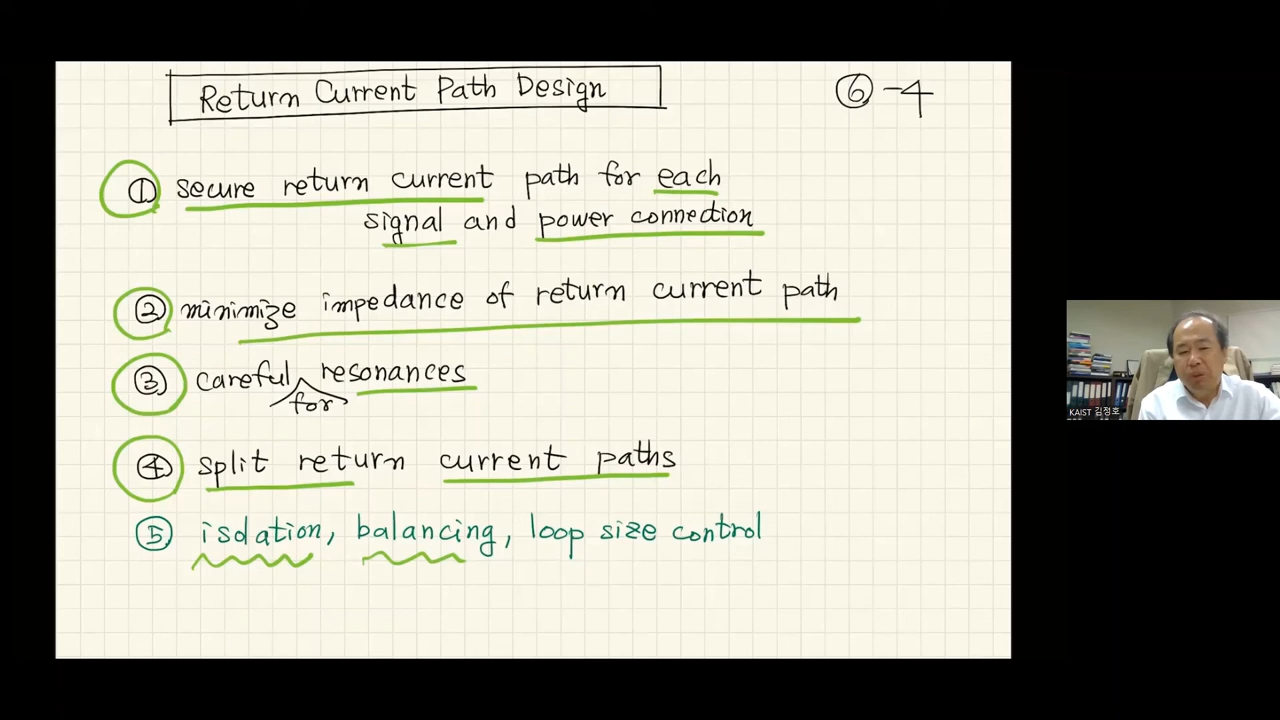 Return Current Path Design
⑥-4
① secure return current path for each
signal and power connection
② minimize impedance of return current path
③ careful for resonances
④ split return current paths
⑤ isolation, balancing, loop size control
KAIST 김정호